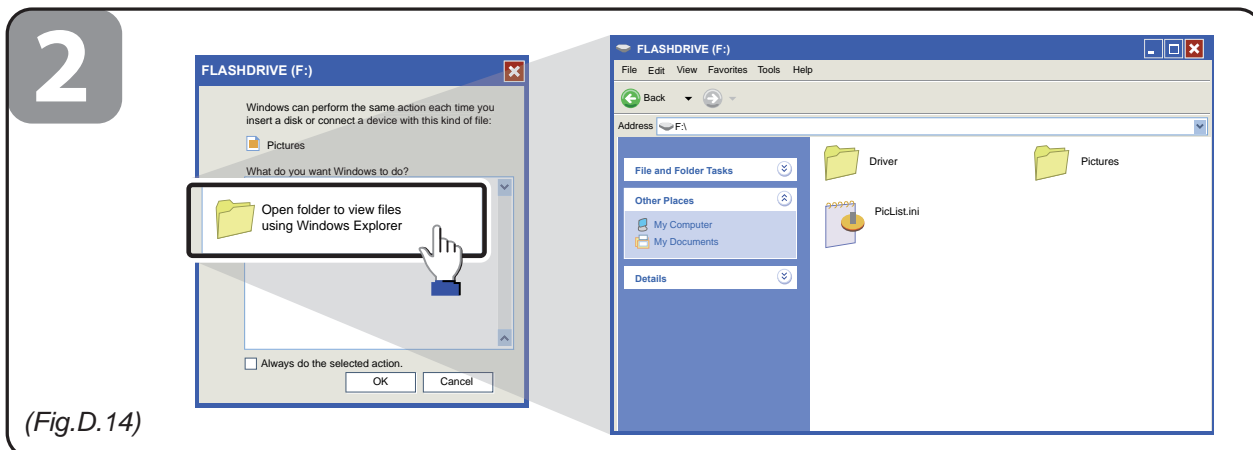 2
FLASHDRIVE (F:)
Windows can perform the same action each time you
insert a disk or connect a device with this kind of file:
Pictures
What do you want Windows to do?
Open folder to view files
using Windows Explorer
Always do the selected action.
OK Cancel
(Fig.D.14)
FLASHDRIVE (F:)
File Edit View Favorites Tools Help
Back
Address F:\
File and Folder Tasks
Other Places
My Computer
My Documents
Details
Driver Pictures
PicList.ini